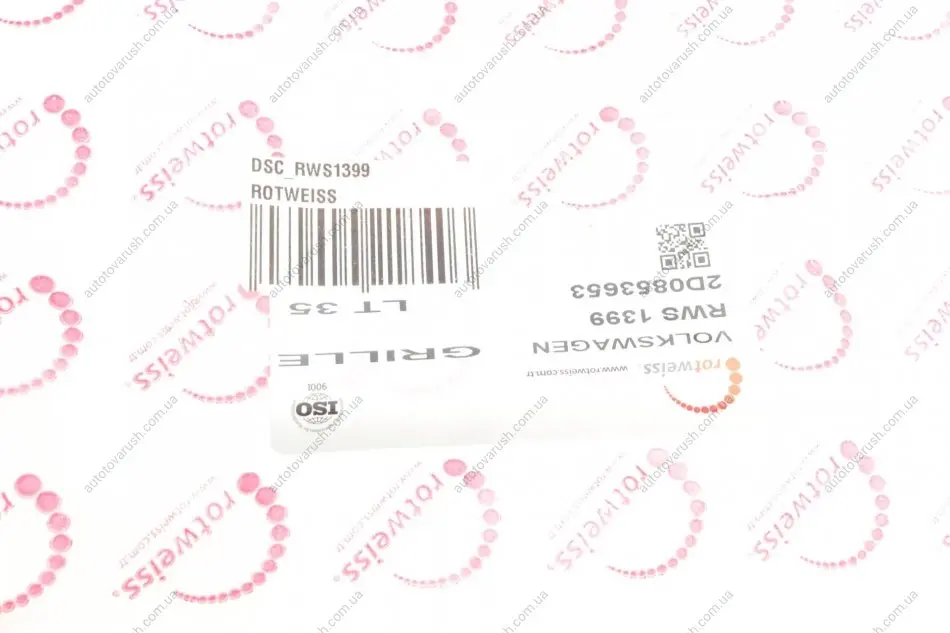 DSC_RWS1399
ROTWEISS
rotweiss
www.rotweiss.com.tr
VOLKSWAGEN
RWS 1399
2D0853653
GRILLE
LT 35
ISO
9001
rotweiss
autotovarush.com.ua